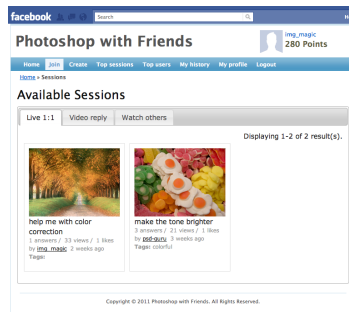 facebook
Search
Photoshop with Friends
img_magic
280 Points
Home Join Create Top sessions Top users My history My profile Logout
Home » Sessions
Available Sessions
Live 1:1 Video reply Watch others
Displaying 1-2 of 2 result(s).
help me with color
correction
1 answers / 33 views / 1 likes
by img_magic 2 weeks ago
Tags:
make the tone brighter
3 answers / 21 views / 1 likes
by psd-guru 3 weeks ago
Tags: colorful
Copyright © 2011 Photoshop with Friends. All Rights Reserved.